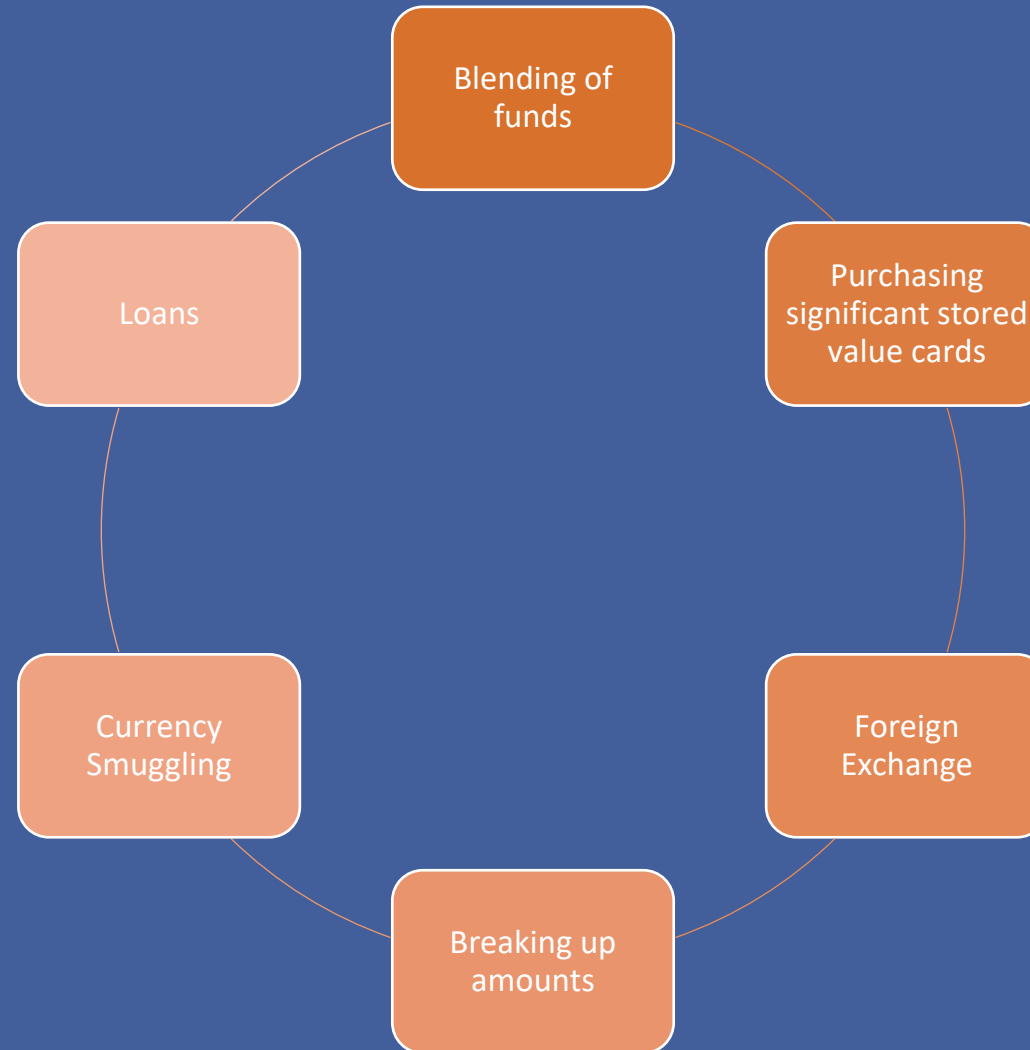 Blending of
funds
Purchasing
significant stored
value cards
Foreign
Exchange
Breaking up
amounts
Currency
Smuggling
Loans